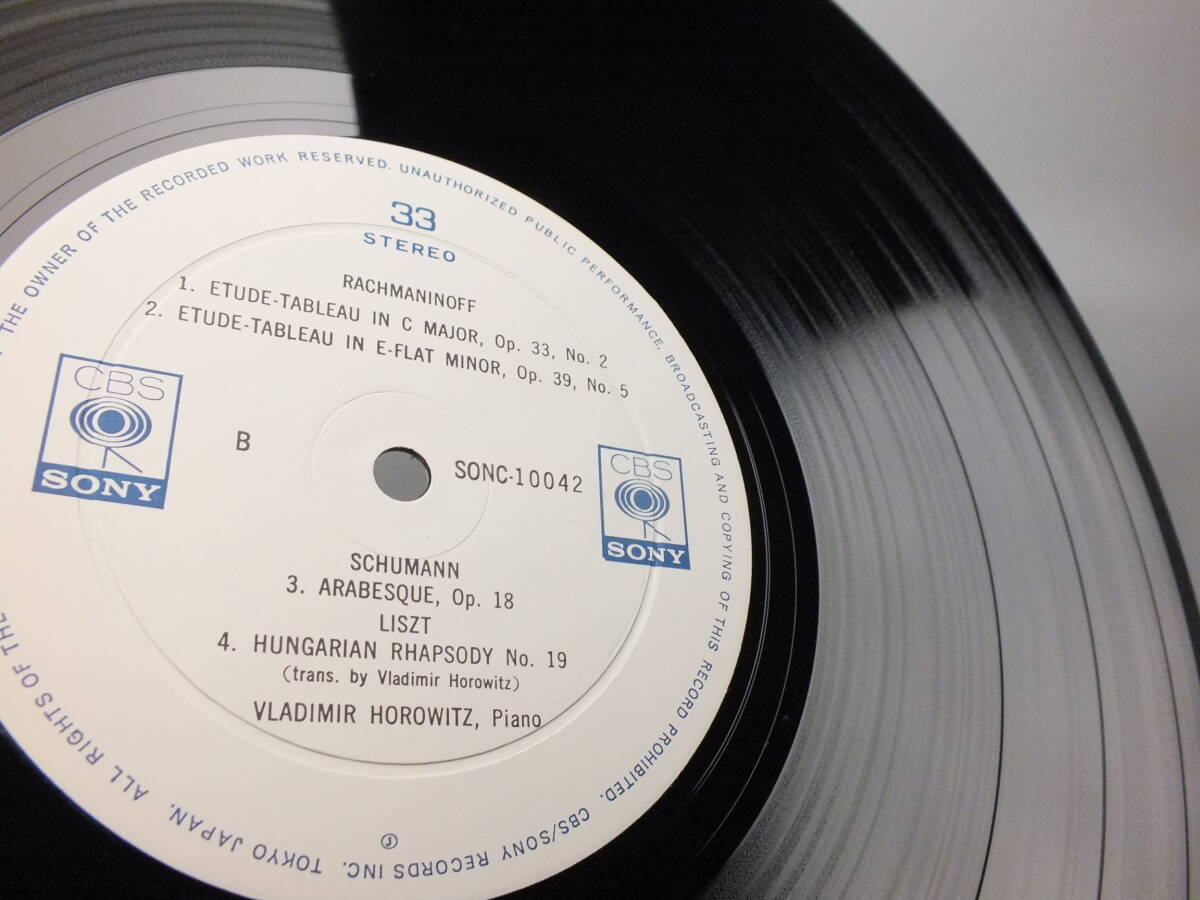 33
STEREO
RACHMANINOFF
1. ETUDE-TABLEAU IN C MAJOR, Op. 33, No. 2
2. ETUDE-TABLEAU IN E-FLAT MINOR, Op. 39, No. 5
CBS
SONY
B
SONC-10042
CBS
SONY
SCHUMANN
3. ARABESQUE, Op. 18
LISZT
4. HUNGARIAN RHAPSODY No. 19
(trans. by Vladimir Horowitz)
VLADIMIR HOROWITZ, Piano
Ⓙ
ALL RIGHTS OF THE
THE OWNER OF THE RECORDED WORK RESERVED. UNAUTHORIZED PUBLIC PERFORMANCE, BROADCASTING AND COPYING OF THIS RECORD PROHIBITED. CBS/SONY RECORDS INC. TOKYO JAPAN.